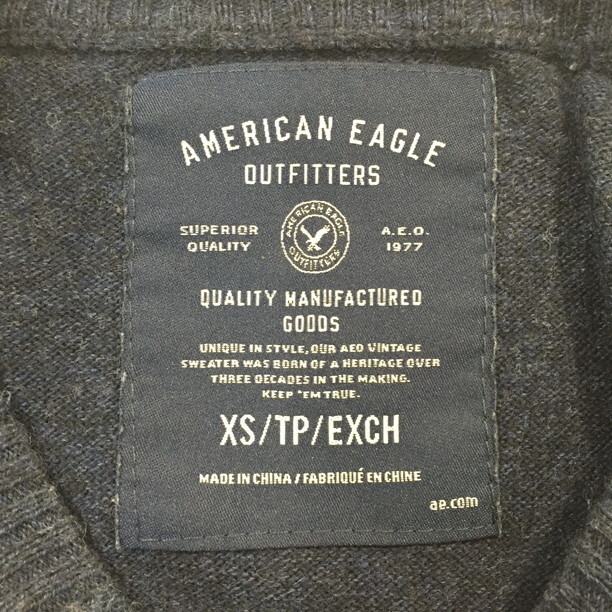 AMERICAN EAGLE
OUTFITTERS
SUPERIOR
QUALITY
AMERICAN EAGLE
OUTFITTERS
A.E.O.
1977
QUALITY MANUFACTURED
GOODS
UNIQUE IN STYLE, OUR AEO VINTAGE
SWEATER WAS BORN OF A HERITAGE OVER
THREE DECADES IN THE MAKING.
KEEP 'EM TRUE.
XS/TP/EXCH
MADE IN CHINA / FABRIQUÉ EN CHINE
ae.com